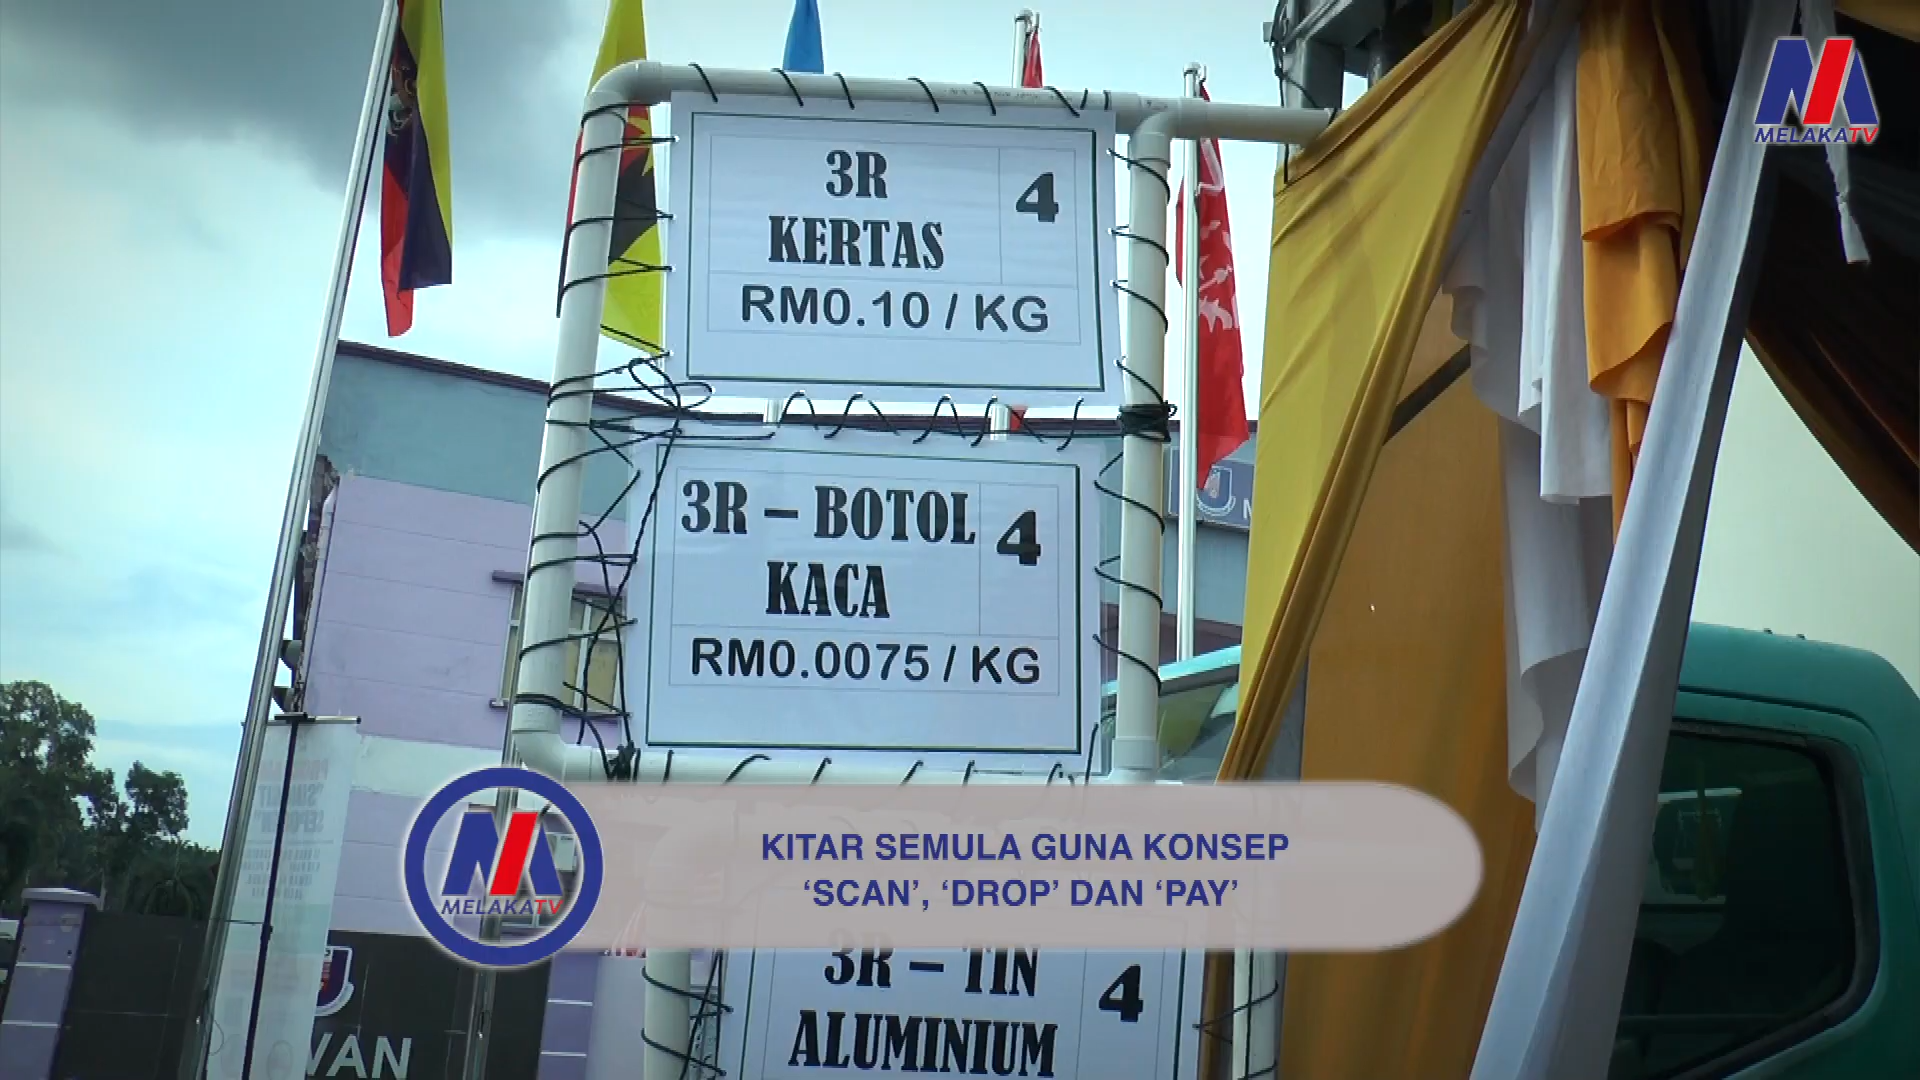 MELAKATV
3R
KERTAS
4
RM0.10 / KG
3R – BOTOL
KACA
4
RM0.0075 / KG
KITAR SEMULA GUNA KONSEP
‘SCAN’, ‘DROP’ DAN ‘PAY’
MELAKATV
3R – TIN
ALUMINIUM
4